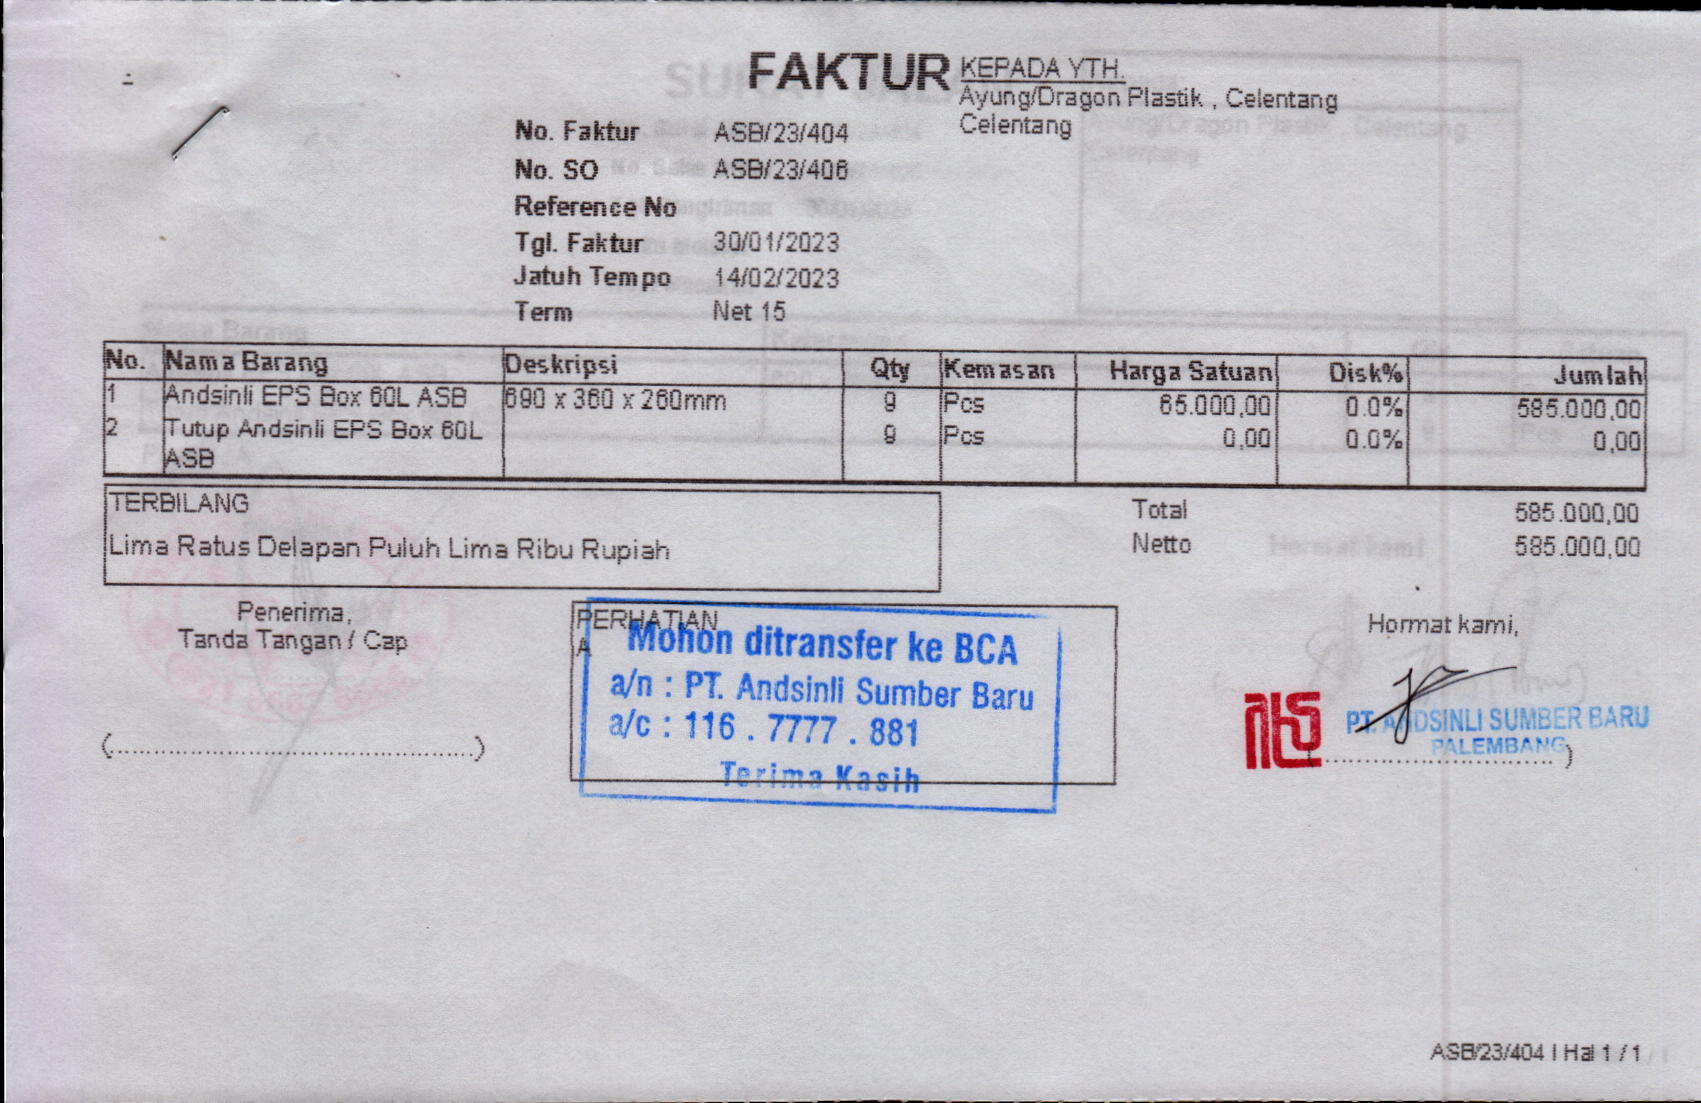 FAKTUR
KEPADA YTH.
Ayung/Dragon Plastik , Celentang
Celentang
No. Faktur ASB/23/404
No. SO ASB/23/406
Reference No
Tgl. Faktur 30/01/2023
Jatuh Tempo 14/02/2023
Term Net 15
No. Nama Barang Deskripsi Qty Kemasan Harga Satuan Disk% Jumlah
1 Andsinli EPS Box 60L ASB 690 x 360 x 260mm 9 Pcs 65.000,00 0.0% 585.000,00
2 Tutup Andsinli EPS Box 60L 9 Pcs 0,00 0.0% 0,00
ASB
TERBILANG
Lima Ratus Delapan Puluh Lima Ribu Rupiah
Total 585.000,00
Netto 585.000,00
Penerima,
Tanda Tangan / Cap
PERHATIAN
A
Mohon ditransfer ke BCA
a/n : PT. Andsinli Sumber Baru
a/c : 116 . 7777 . 881
Terima Kasih
Hormat kami,
PT. ANDSINLI SUMBER BARU
PALEMBANG
ASB/23/404 | Hal 1 / 1